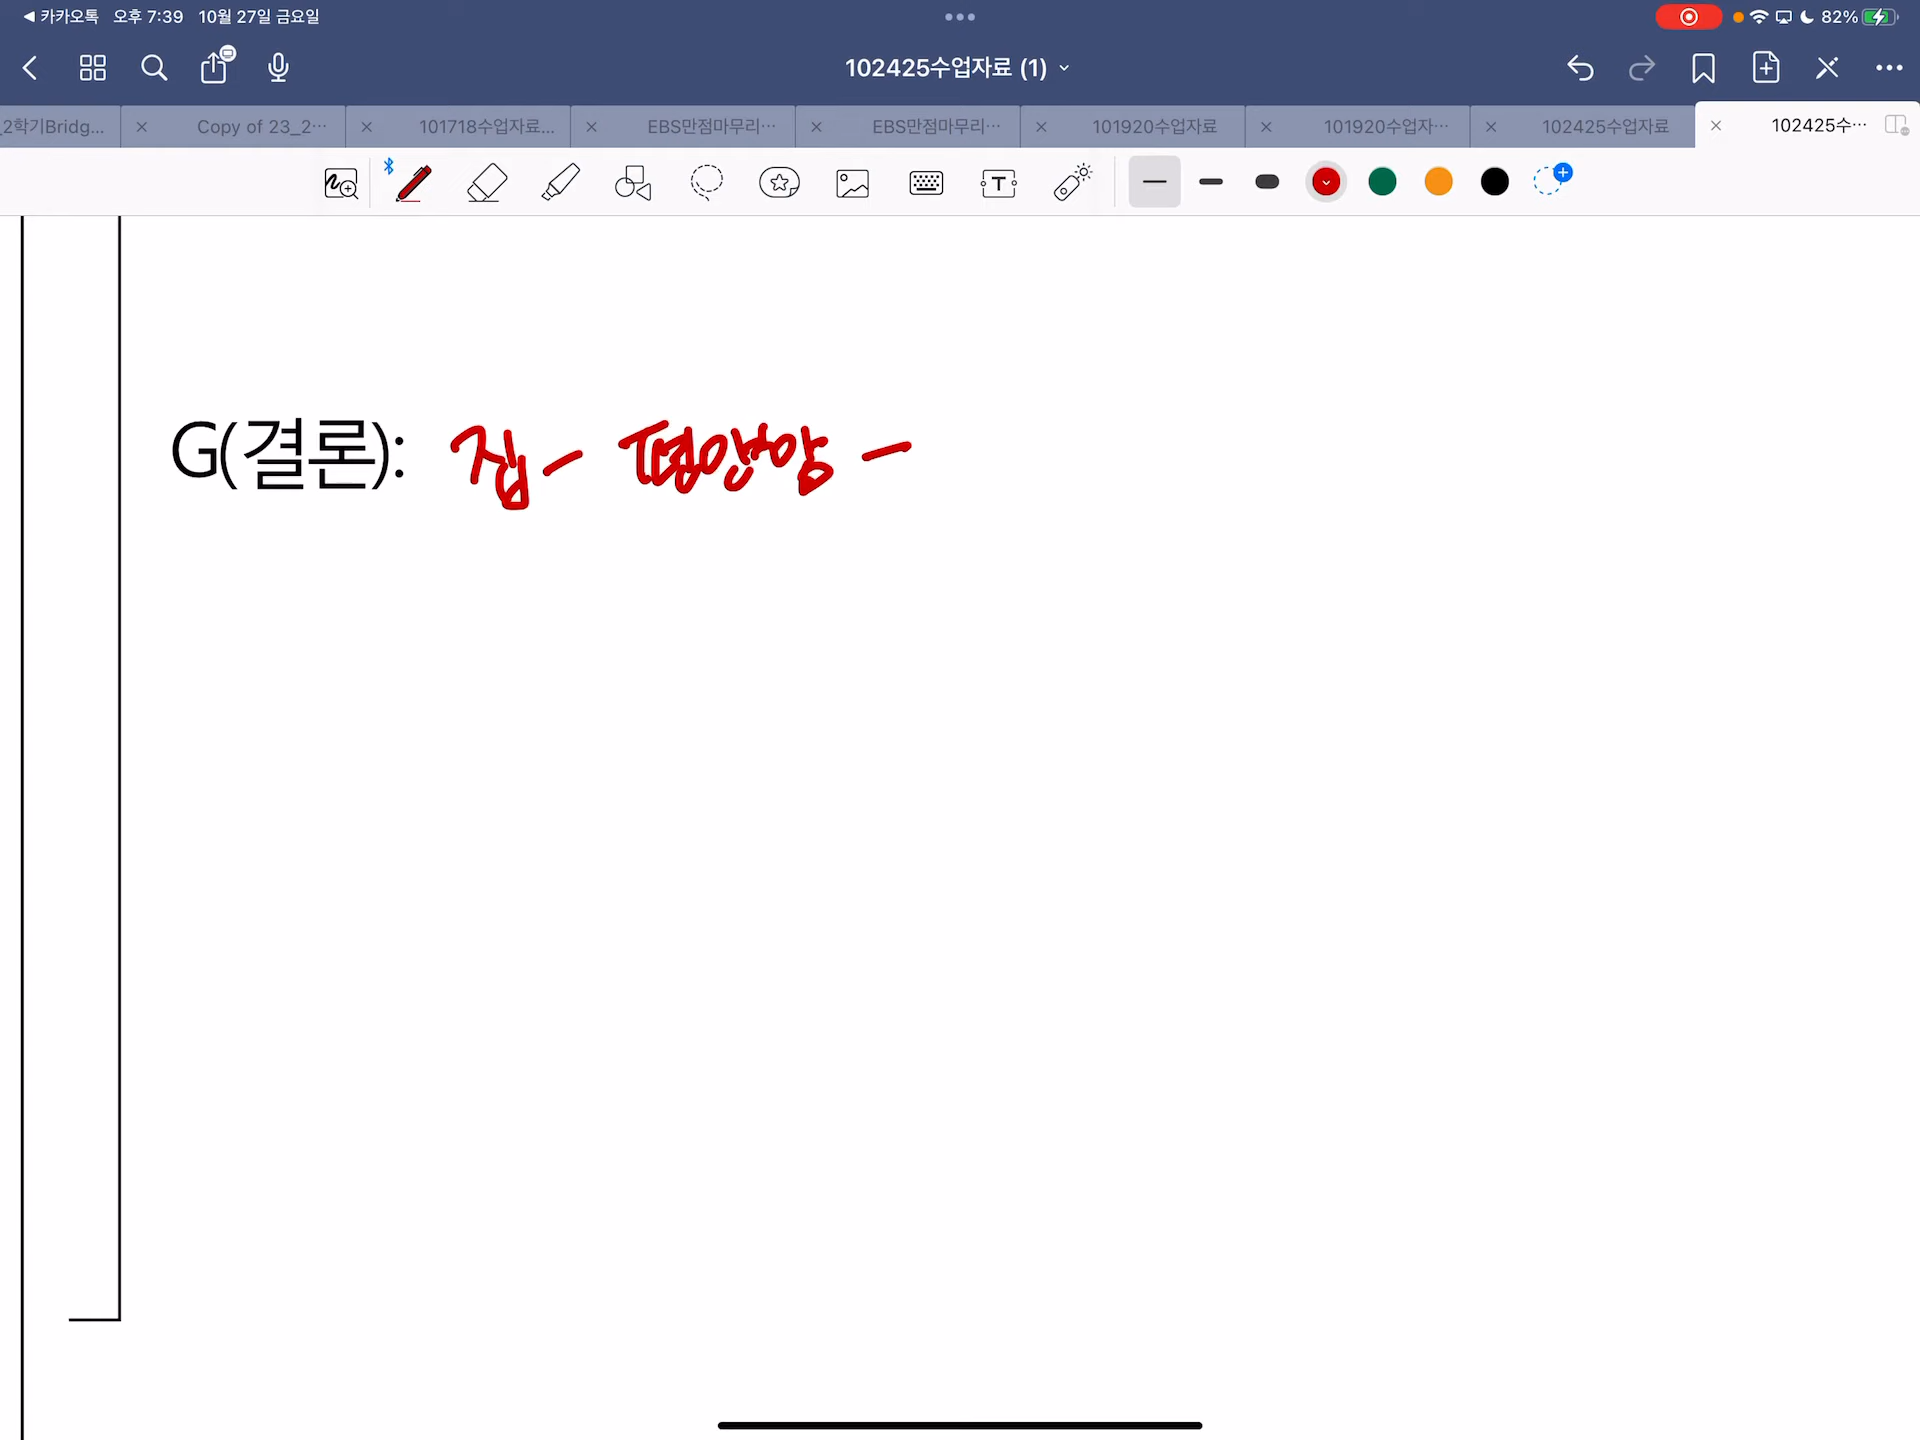 ◀ 카카오톡 오후 7:39 10월 27일 금요일 82%
102425수업자료 (1)
_2학기Bridg... Copy of 23_2... 101718수업자료... EBS만점마무리... EBS만점마무리... 101920수업자료 101920수업자... 102425수업자료 102425수...
G(결론): 집 - 평양양 -